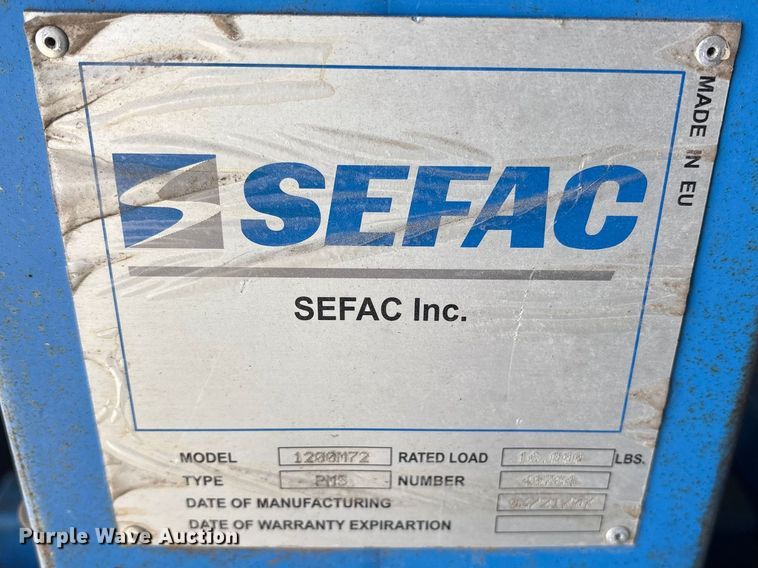 MADE IN EU
SEFAC
SEFAC Inc.
MODEL 1200M72 RATED LOAD LBS.
TYPE PMS NUMBER
DATE OF MANUFACTURING
DATE OF WARRANTY EXPIRARTION
Purple Wave Auction